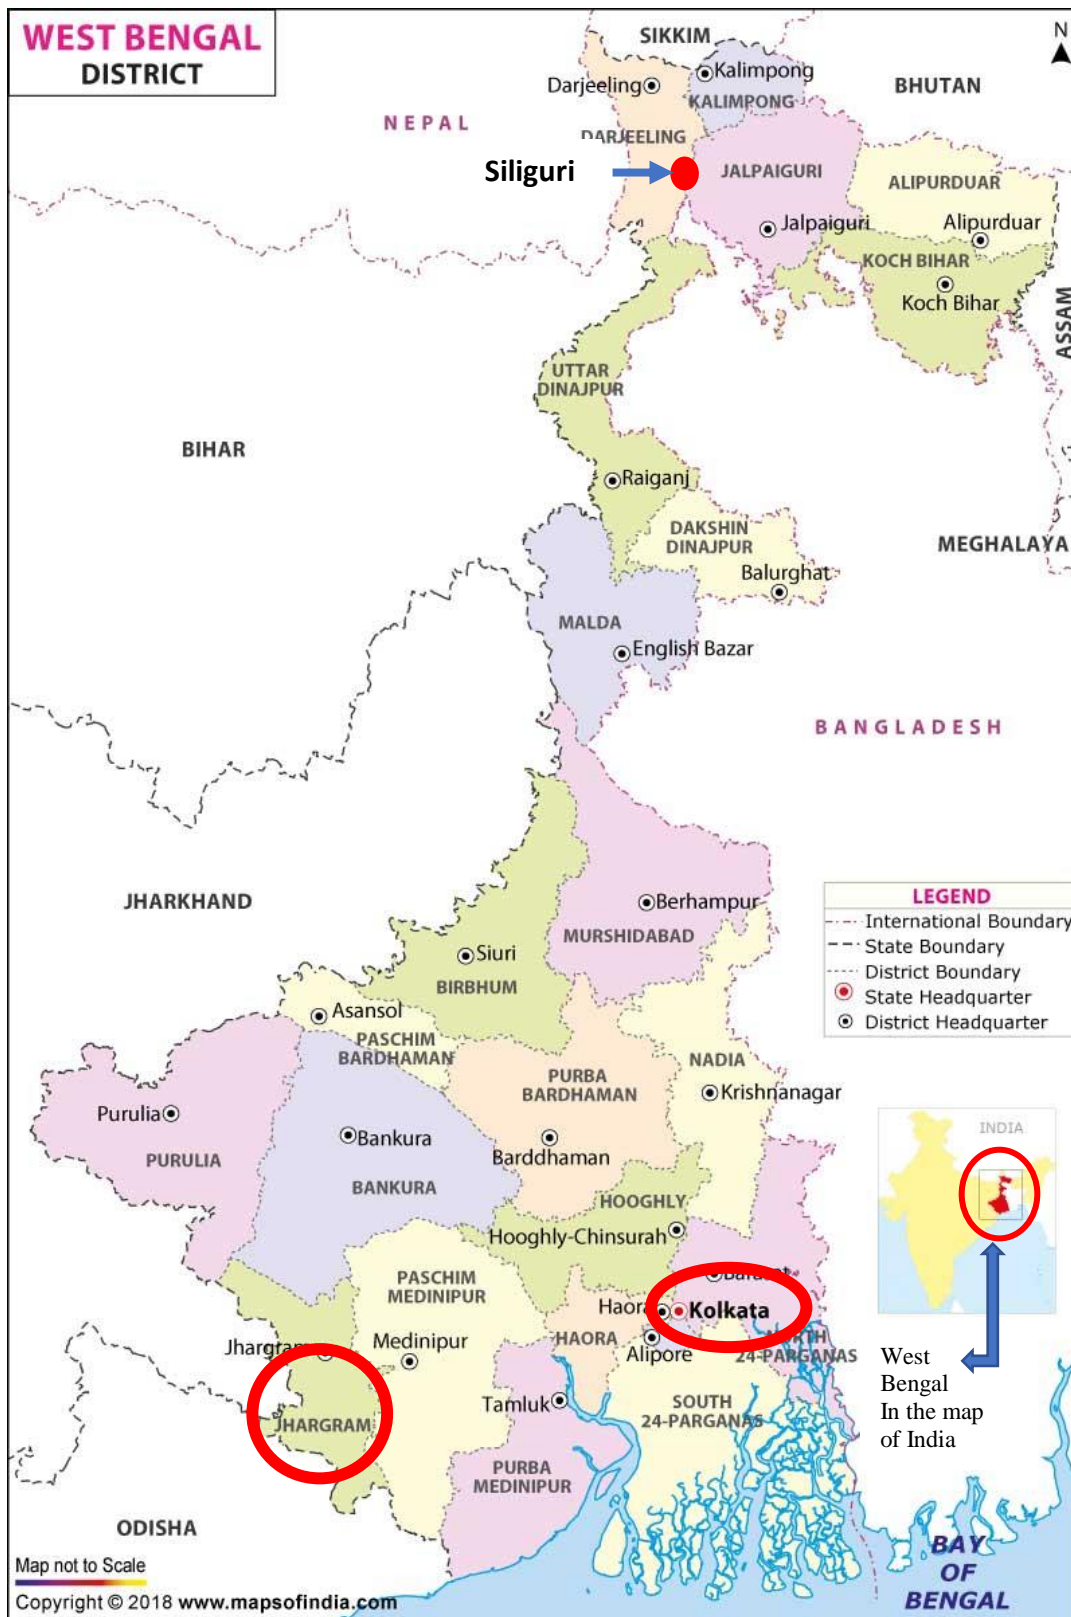 WEST BENGAL
DISTRICT
N
SIKKIM
Darjeeling
Kalimpong
KALIMPONG
BHUTAN
NEPAL
DARJEELING
Siliguri
JALPAIGURI
ALIPURDUAR
Jalpaiguri
Alipurduar
KOCH BIHAR
Koch Bihar
ASSAM
UTTAR
DINAJPUR
BIHAR
Raiganj
DAKSHIN
DINAJPUR
MEGHALAYA
Balurghat
MALDA
English Bazar
BANGLADESH
JHARKHAND
Berhampur
MURSHIDABAD
LEGEND
International Boundary
State Boundary
District Boundary
State Headquarter
District Headquarter
Siuri
BIRBHUM
Asansol
PASCHIM
BARDHAMAN
NADIA
PURBA
BARDHAMAN
Krishnanagar
Purulia
PURULIA
Bankura
BANKURA
Barddhaman
INDIA
HOOGHLY
Hooghly-Chinsurah
PASCHIM
MEDINIPUR
Barasat
Haora
Kolkata
HAORA
Alipore
NORTH
24-PARGANAS
Jhargram
Medinipur
West
Bengal
In the map
of India
JHARGRAM
Tamluk
SOUTH
24-PARGANAS
PURBA
MEDINIPUR
ODISHA
BAY
OF
BENGAL
Map not to Scale
Copyright © 2018 www.mapsofindia.com